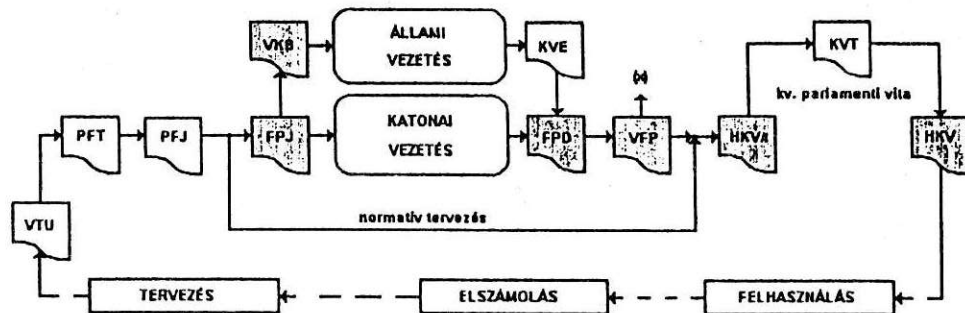 VKB
ÁLLAMI
VEZETÉS
KVE
(x)
KVT
kv. parlamenti vita
PFT
PFJ
FPJ
KATONAI
VEZETÉS
FPD
VFP
HKV
VTU
normatív tervezés
TERVEZÉS
ELSZÁMOLÁS
FELHASZNÁLÁS